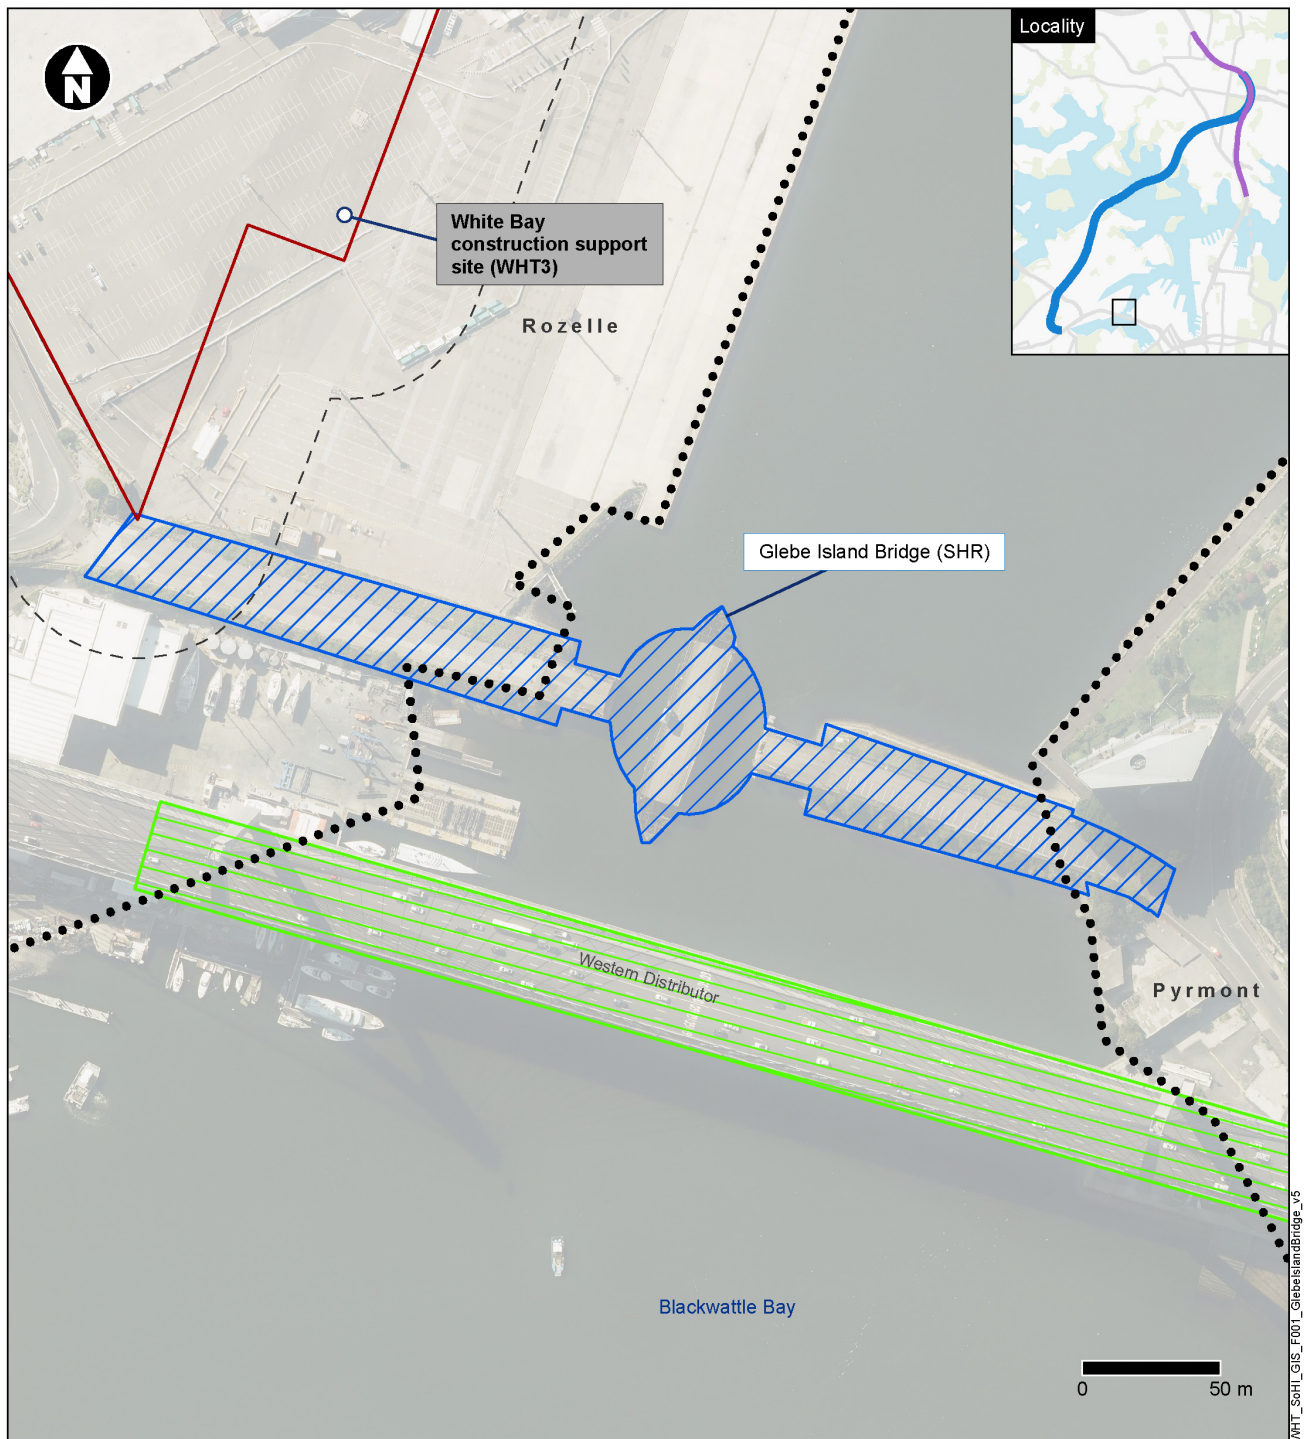 Locality
N
White Bay
construction support
site (WHT3)
Rozelle
Glebe Island Bridge (SHR)
Western Distributor
Pyrmont
Blackwattle Bay
0 50 m
WHT_SoHI_GIS_F001_GlebeIslandBridge_v5